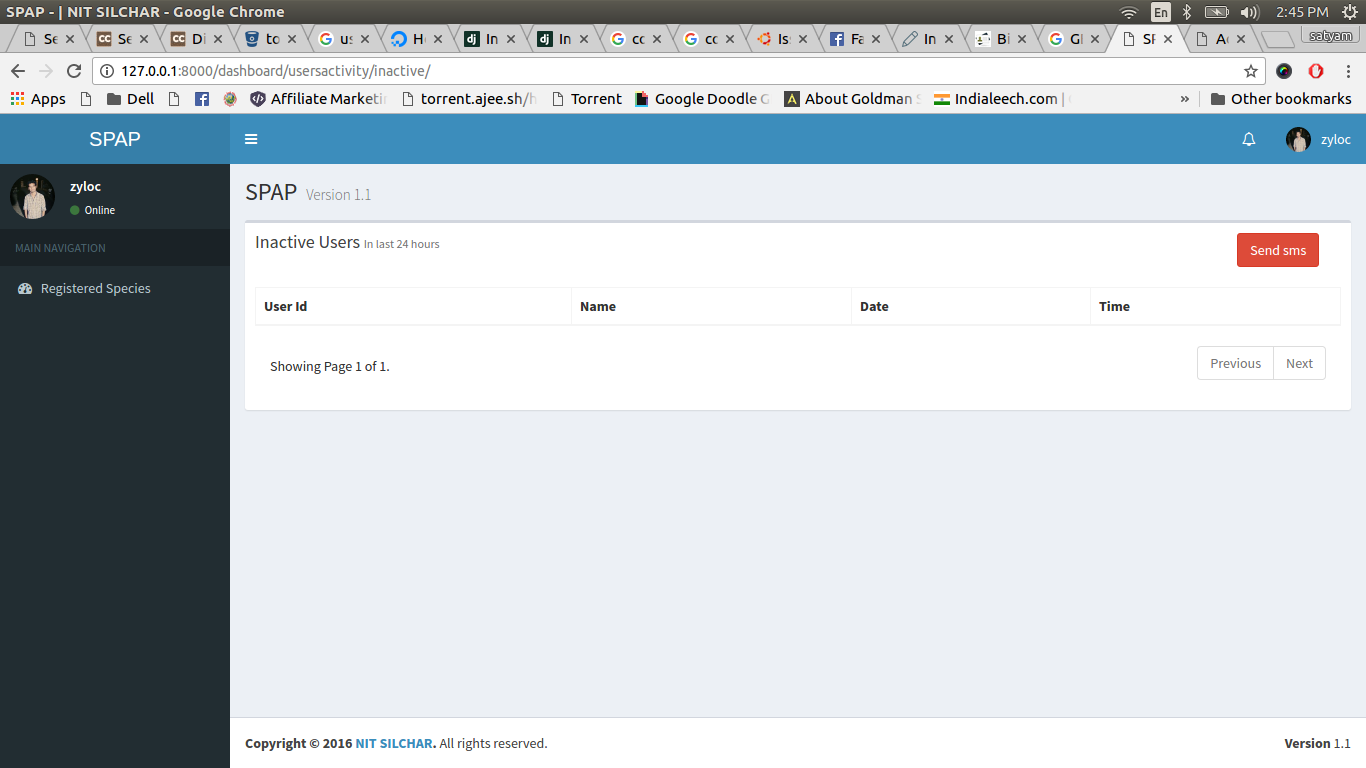 SPAP - | NIT SILCHAR - Google Chrome
En
2:45 PM
Se
Se
Di
to
us
H
In
In
cc
cc
Is
Fa
In
Bi
G
SP
A
satyam
127.0.0.1:8000/dashboard/usersactivity/inactive/
Apps
Dell
Affiliate Marketi
torrent.ajee.sh/h
Torrent
Google Doodle G
About Goldman S
Indialeech.com |
»
Other bookmarks
SPAP
zyloc
zyloc
Online
MAIN NAVIGATION
Registered Species
SPAP Version 1.1
Inactive Users In last 24 hours
Send sms
User Id Name Date Time
Showing Page 1 of 1.
Previous Next
Copyright © 2016 NIT SILCHAR. All rights reserved.
Version 1.1